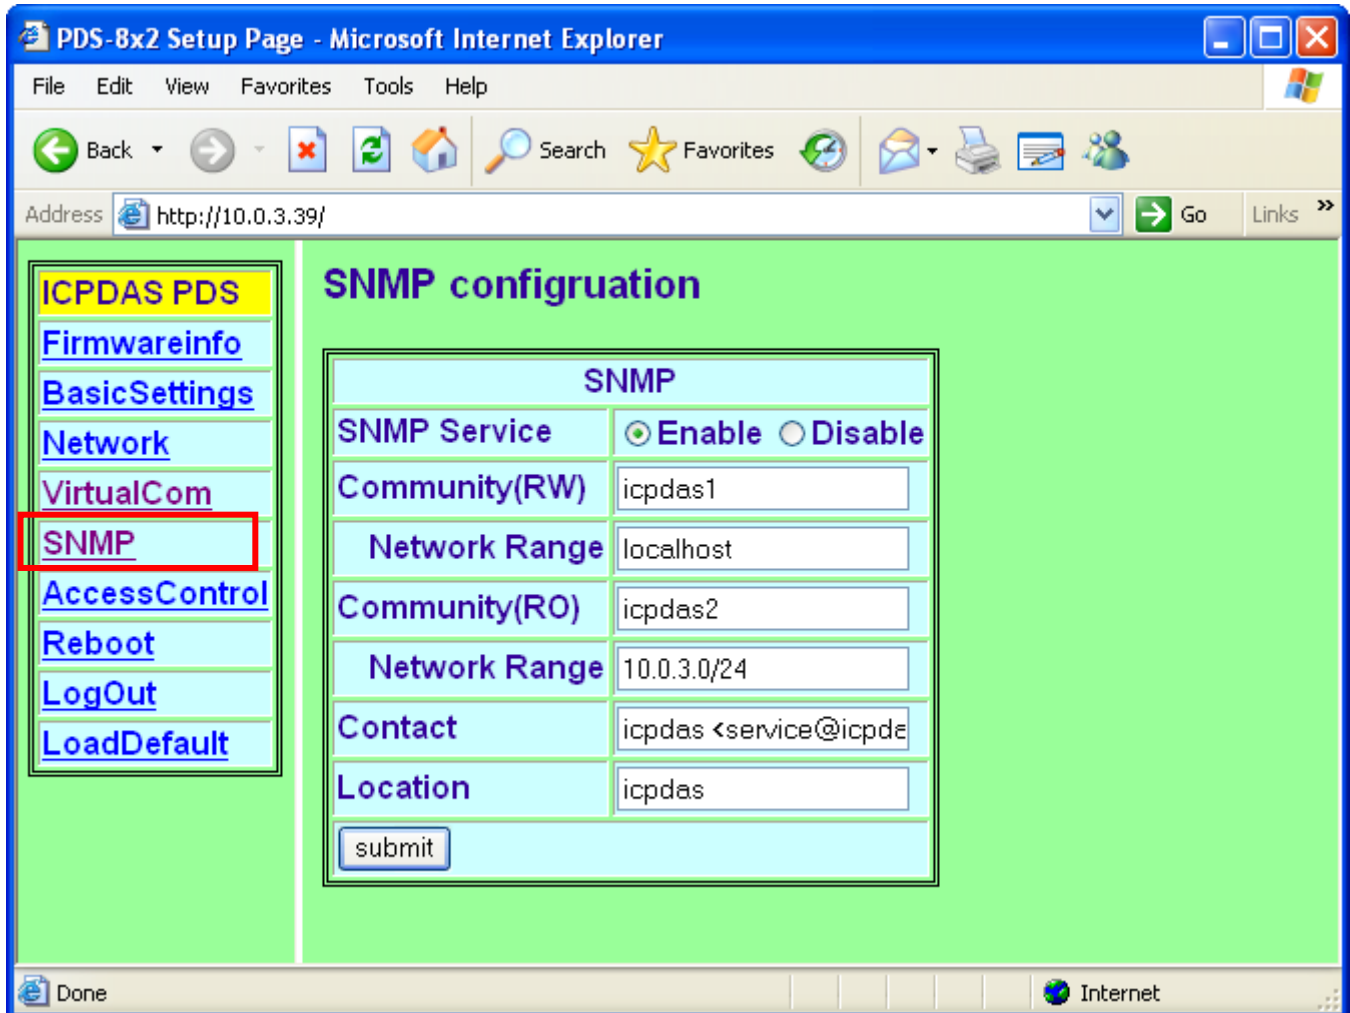 PDS-8x2 Setup Page - Microsoft Internet Explorer
File Edit View Favorites Tools Help
Back Search Favorites
Address http://10.0.3.39/ Go Links »
ICPDAS PDS
Firmwareinfo
BasicSettings
Network
VirtualCom
SNMP
AccessControl
Reboot
LogOut
LoadDefault
SNMP configruation
SNMP
SNMP Service Enable Disable
Community(RW) icpdas1
Network Range localhost
Community(RO) icpdas2
Network Range 10.0.3.0/24
Contact icpdas <service@icpda
Location icpdas
submit
Done Internet